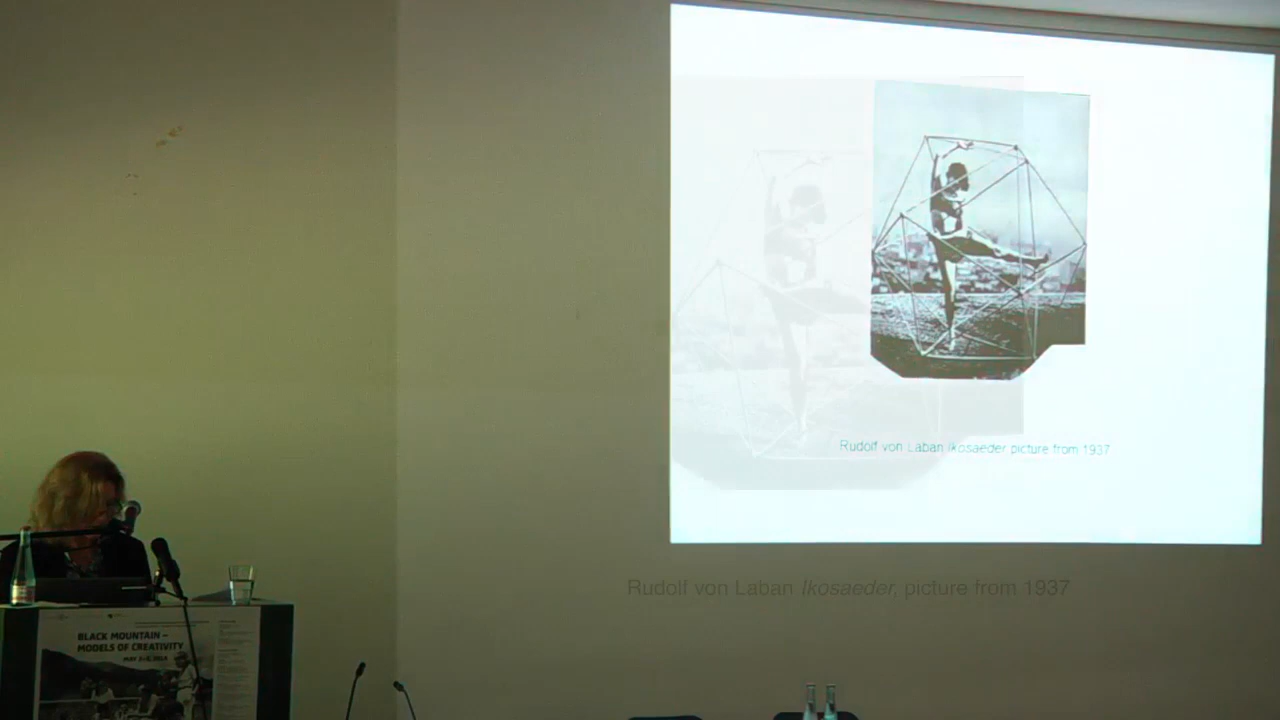 Rudolf von Laban Ikosaeder picture from 1937
Rudolf von Laban Ikosaeder, picture from 1937
BLACK MOUNTAIN –
MODELS OF CREATIVITY